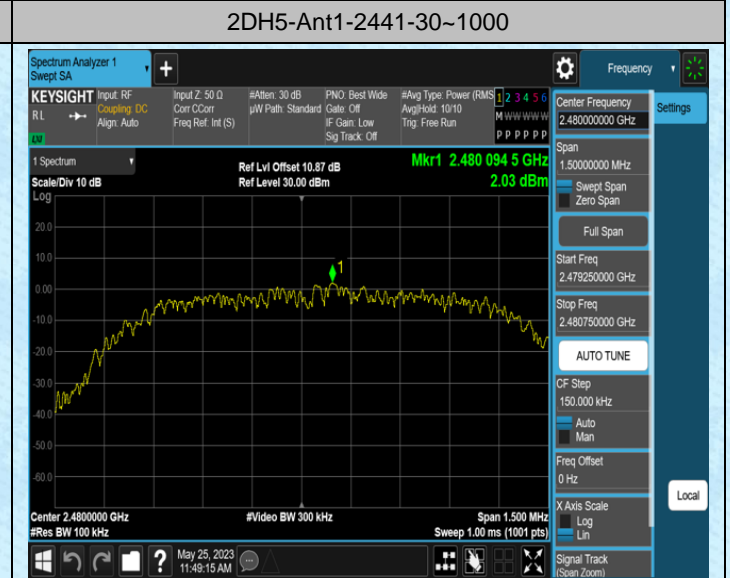 2DH5-Ant1-2441-30~1000
Spectrum Analyzer 1
Swept SA
+
Frequency
KEYSIGHT
RL
Input: RF
Coupling: DC
Align: Auto
Input Z: 50 Ω
Corr CCorr
Freq Ref: Int (S)
#Atten: 30 dB
µW Path: Standard
PNO: Best Wide
Gate: Off
IF Gain: Low
Sig Track: Off
#Avg Type: Power (RMS
Avg|Hold: 10/10
Trig: Free Run
1 2 3 4 5 6
M W W W W W
P P P P P P
1 Spectrum
Scale/Div 10 dB
Log
Ref Lvl Offset 10.87 dB
Ref Level 30.00 dBm
Mkr1 2.480 094 5 GHz
2.03 dBm
20.0
10.0
0.00
-10.0
-20.0
-30.0
-40.0
-50.0
-60.0
1
Center 2.4800000 GHz
#Res BW 100 kHz
#Video BW 300 kHz
Span 1.500 MHz
Sweep 1.00 ms (1001 pts)
Center Frequency
2.480000000 GHz
Settings
Span
1.50000000 MHz
Swept Span
Zero Span
Full Span
Start Freq
2.479250000 GHz
Stop Freq
2.480750000 GHz
AUTO TUNE
CF Step
150.000 kHz
Auto
Man
Freq Offset
0 Hz
X Axis Scale
Log
Lin
Local
Signal Track
(Span Zoom)
?
May 25, 2023
11:49:15 AM